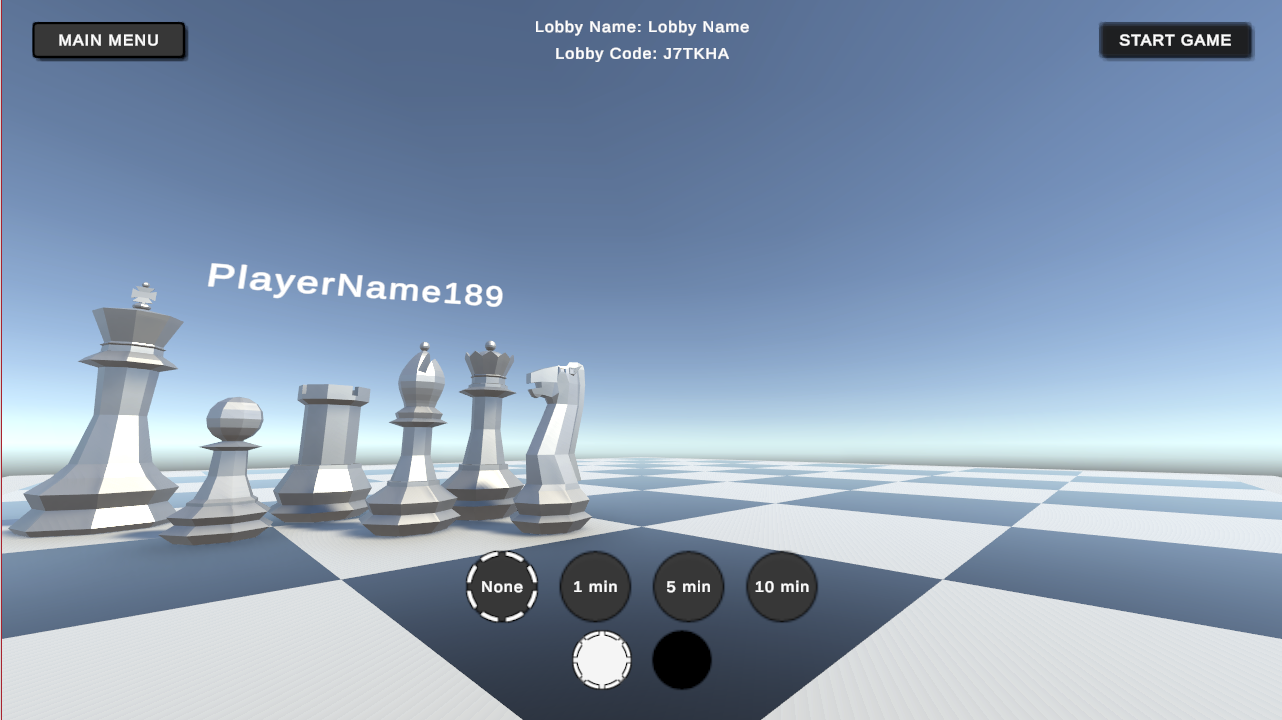 MAIN MENU
Lobby Name: Lobby Name
Lobby Code: J7TKHA
START GAME
PlayerName189
None
1 min
5 min
10 min